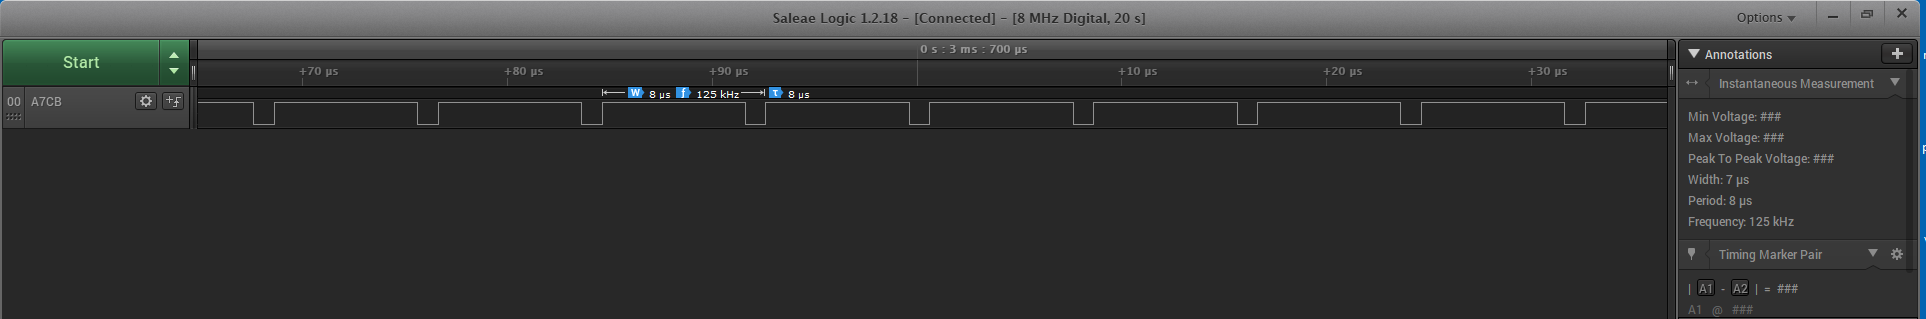 Saleae Logic 1.2.18 - [Connected] - [8 MHz Digital, 20 s]
Options
Start
0 s : 3 ms : 700 µs
+70 µs +80 µs +90 µs +10 µs +20 µs +30 µs
00 A7CB
W 8 µs f 125 kHz T 8 µs
Annotations
Instantaneous Measurement
Min Voltage: ###
Max Voltage: ###
Peak To Peak Voltage: ###
Width: 7 µs
Period: 8 µs
Frequency: 125 kHz
Timing Marker Pair
| A1 - A2 | = ###
A1 @ ###